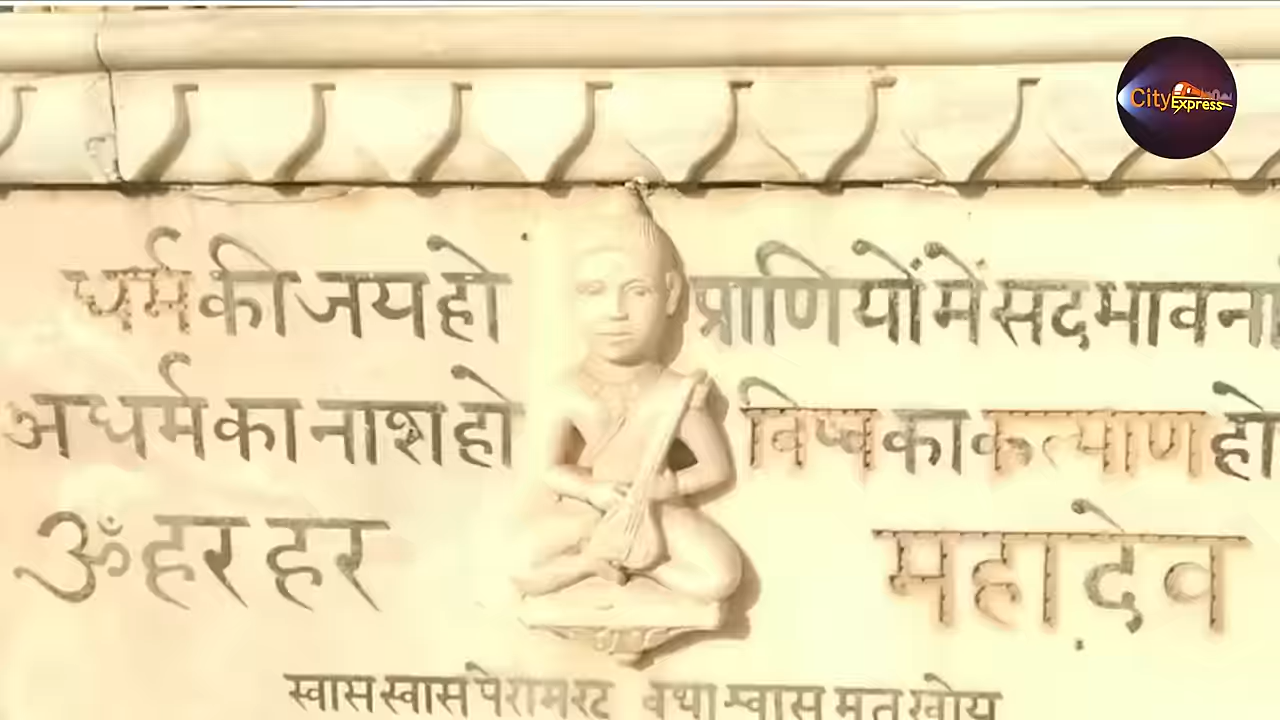 City Express
धर्म की जय हो प्राणियों में सदभावना
अधर्म का नाश हो विष्व का कल्याण हो
ॐ हर हर महादेव
स्वास स्वास पे राम रट वृथा श्वास मत खोय